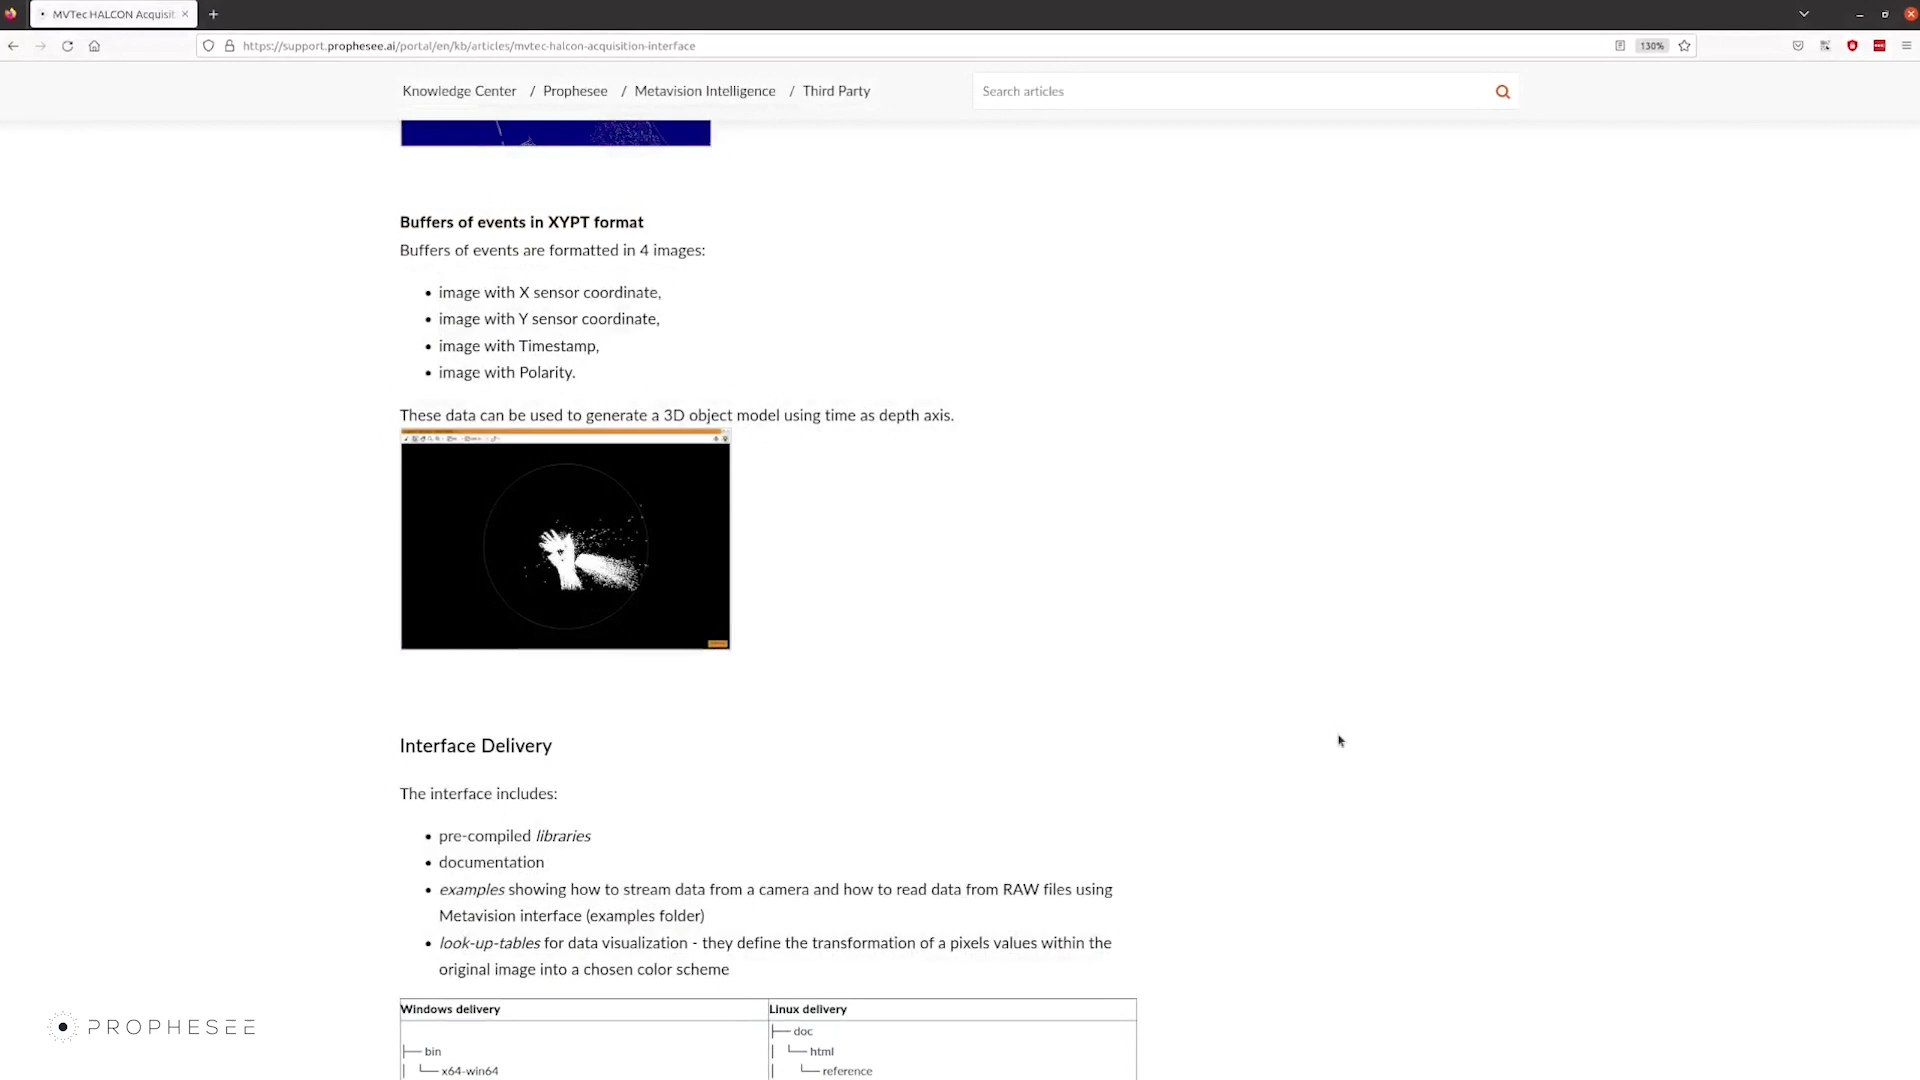 MVTec HALCON Acquisit
https://support.prophesee.ai/portal/en/kb/articles/mvtec-halcon-acquisition-interface
130%
Knowledge Center / Prophesee / Metavision Intelligence / Third Party
Search articles
Buffers of events in XYPT format
Buffers of events are formatted in 4 images:
• image with X sensor coordinate,
• image with Y sensor coordinate,
• image with Timestamp,
• image with Polarity.
These data can be used to generate a 3D object model using time as depth axis.
Interface Delivery
The interface includes:
• pre-compiled libraries
• documentation
• examples showing how to stream data from a camera and how to read data from RAW files using
Metavision interface (examples folder)
• look-up-tables for data visualization - they define the transformation of a pixels values within the
original image into a chosen color scheme
Windows delivery
Linux delivery
├── doc
├── bin
│ └── html
│ └── x64-win64
│ └── reference
PROPHESEE